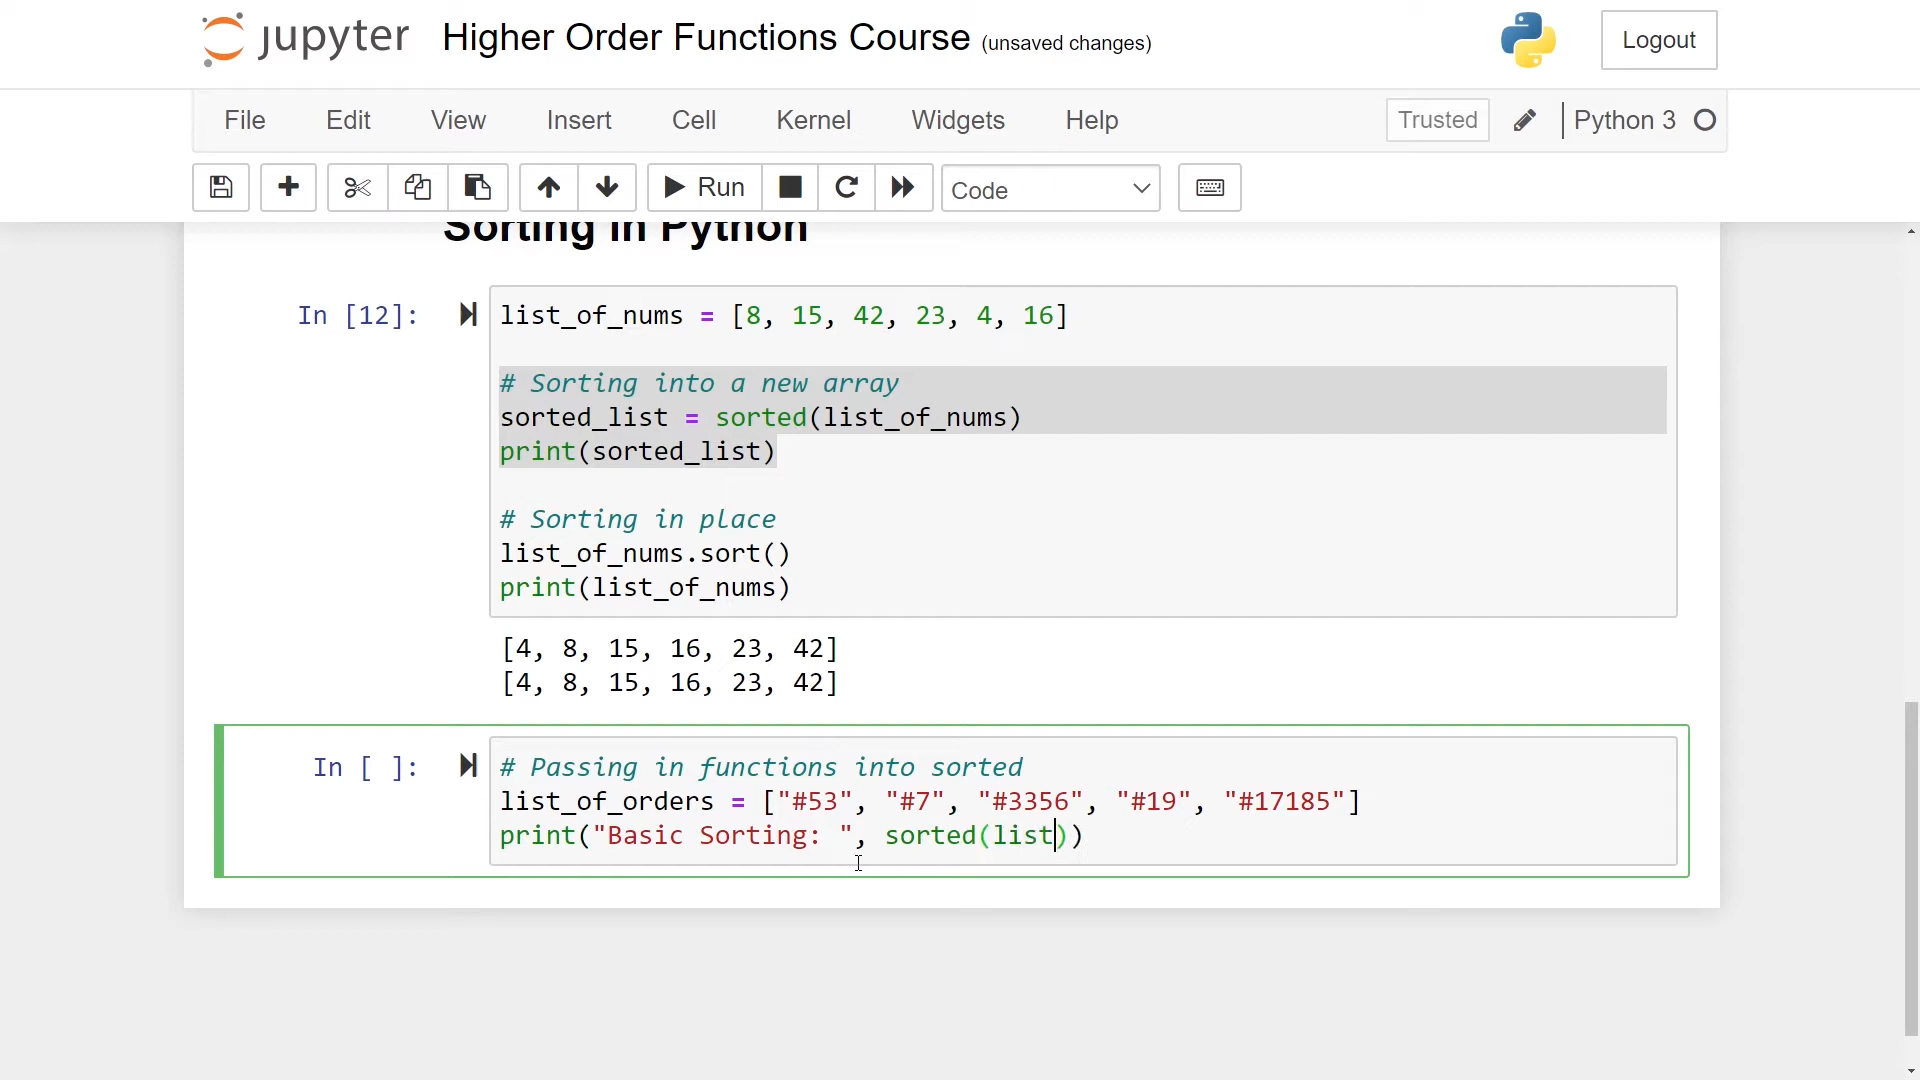 jupyter Higher Order Functions Course (unsaved changes) Logout
File Edit View Insert Cell Kernel Widgets Help Trusted Python 3
Run Code
Sorting in Python
In [12]: list_of_nums = [8, 15, 42, 23, 4, 16]
# Sorting into a new array
sorted_list = sorted(list_of_nums)
print(sorted_list)
# Sorting in place
list_of_nums.sort()
print(list_of_nums)
[4, 8, 15, 16, 23, 42]
[4, 8, 15, 16, 23, 42]
In [ ]: # Passing in functions into sorted
list_of_orders = ["#53", "#7", "#3356", "#19", "#17185"]
print("Basic Sorting: ", sorted(list))